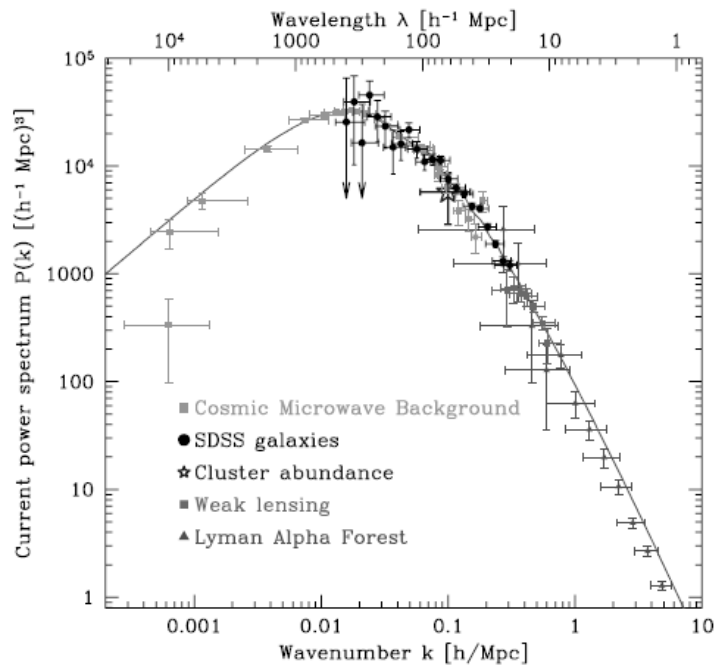 Wavelength λ [h⁻¹ Mpc]
10⁴ 1000 100 10 1
10⁵
10⁴
1000
100
10
1
Current power spectrum P(k) [(h⁻¹ Mpc)³]
Cosmic Microwave Background
SDSS galaxies
Cluster abundance
Weak lensing
Lyman Alpha Forest
0.001 0.01 0.1 1 10
Wavenumber k [h/Mpc]